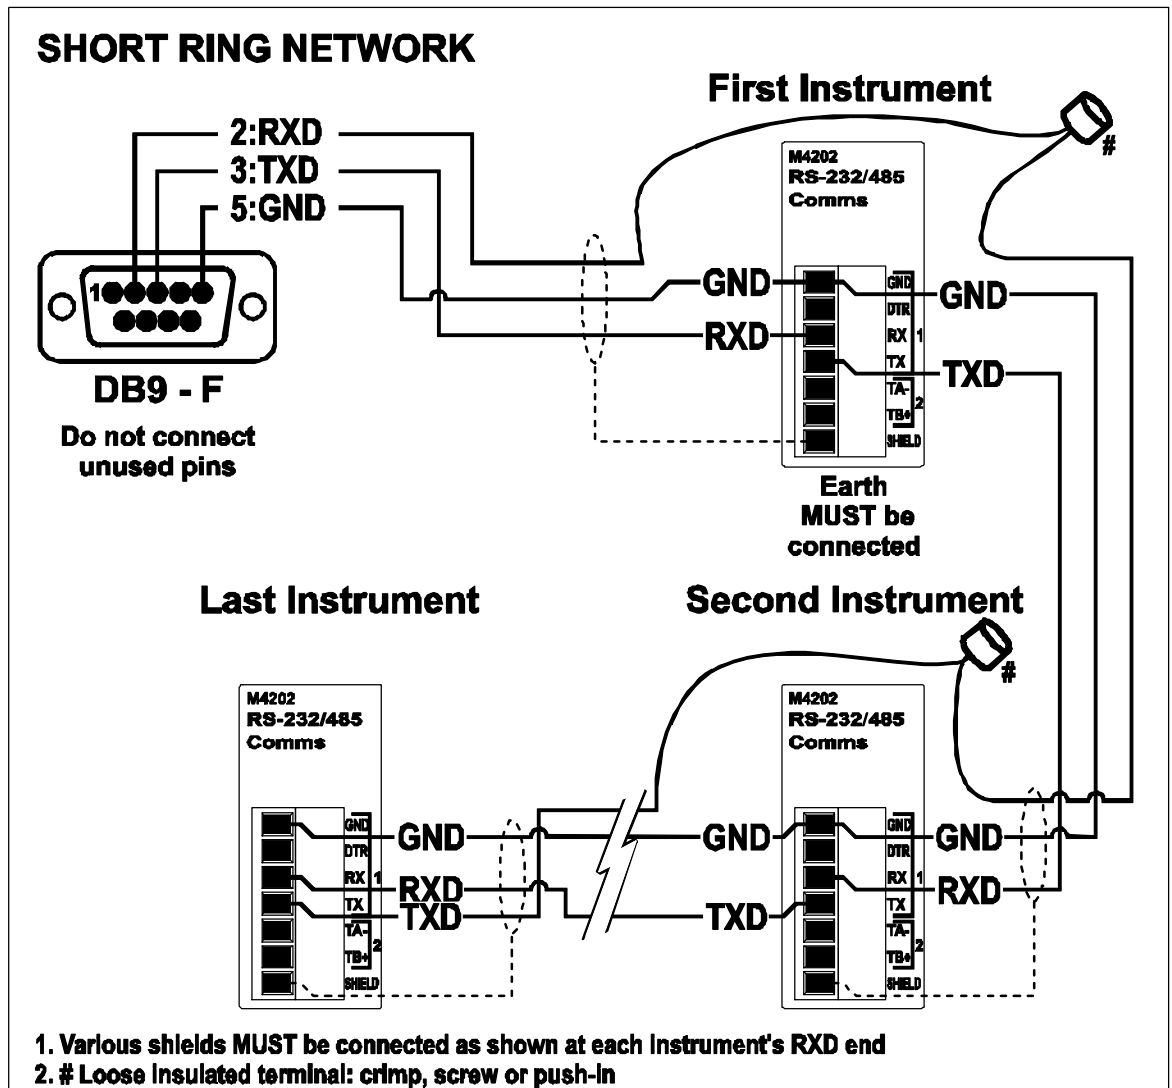 SHORT RING NETWORK
First Instrument
2:RXD
3:TXD
5:GND
#
M4202
RS-232/485
Comms
1
DB9 - F
Do not connect
unused pins
GND
RXD
GND
DTR
RX 1
TX
TA-
2
TB+
SHIELD
GND
TXD
Earth
MUST be
connected
Last Instrument
Second Instrument
#
M4202
RS-232/485
Comms
GND
DTR
RX 1
TX
TA-
2
TB+
SHIELD
GND
RXD
TXD
M4202
RS-232/485
Comms
GND
TXD
GND
DTR
RX 1
TX
TA-
2
TB+
SHIELD
GND
RXD
1. Various shields MUST be connected as shown at each instrument's RXD end
2. # Loose insulated terminal: crimp, screw or push-in